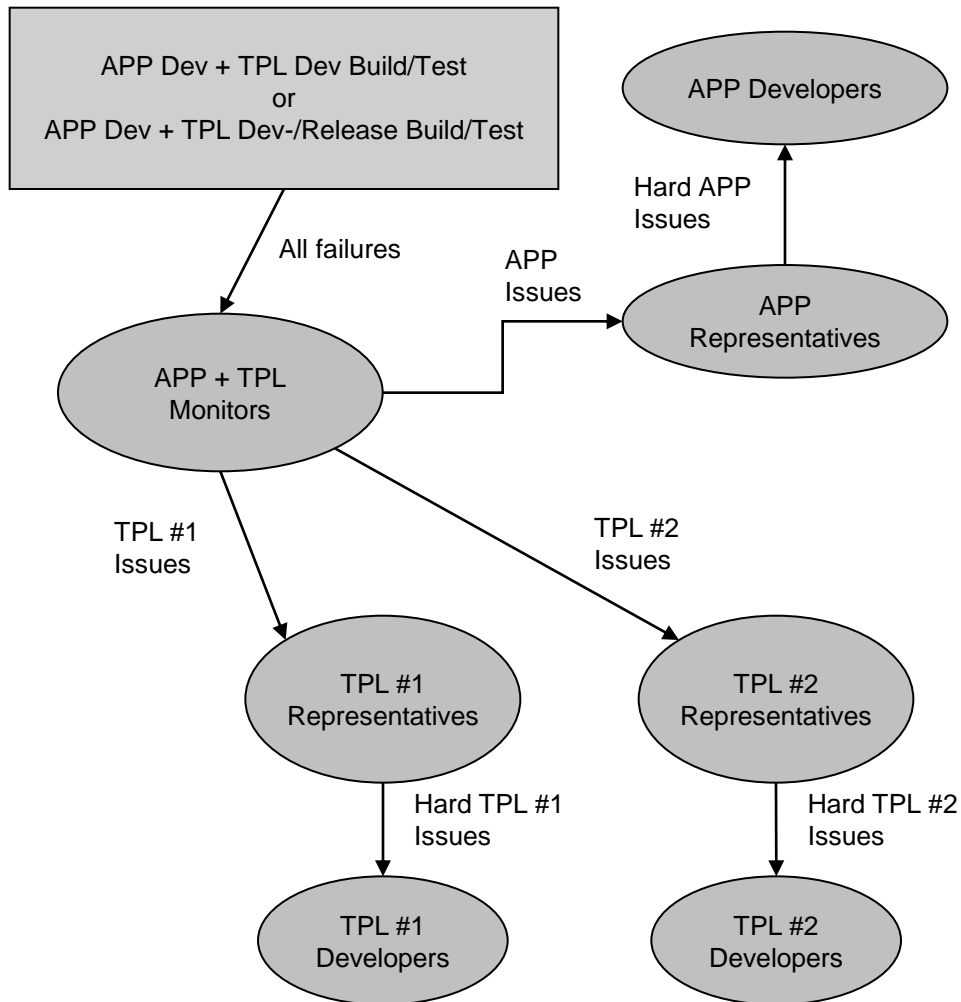 APP Dev + TPL Dev Build/Test
or
APP Dev + TPL Dev-/Release Build/Test
APP Developers
Hard APP
Issues
All failures
APP
Issues
APP
Representatives
APP + TPL
Monitors
TPL #1
Issues
TPL #2
Issues
TPL #1
Representatives
TPL #2
Representatives
Hard TPL #1
Issues
Hard TPL #2
Issues
TPL #1
Developers
TPL #2
Developers